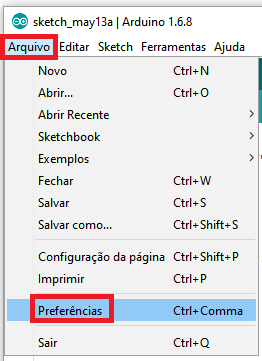 sketch_may13a | Arduino 1.6.8
Arquivo Editar Sketch Ferramentas Ajuda
Novo Ctrl+N
Abrir... Ctrl+O
Abrir Recente
Sketchbook
Exemplos
Fechar Ctrl+W
Salvar Ctrl+S
Salvar como... Ctrl+Shift+S
Configuração da página Ctrl+Shift+P
Imprimir Ctrl+P
Preferências Ctrl+Comma
Sair Ctrl+Q